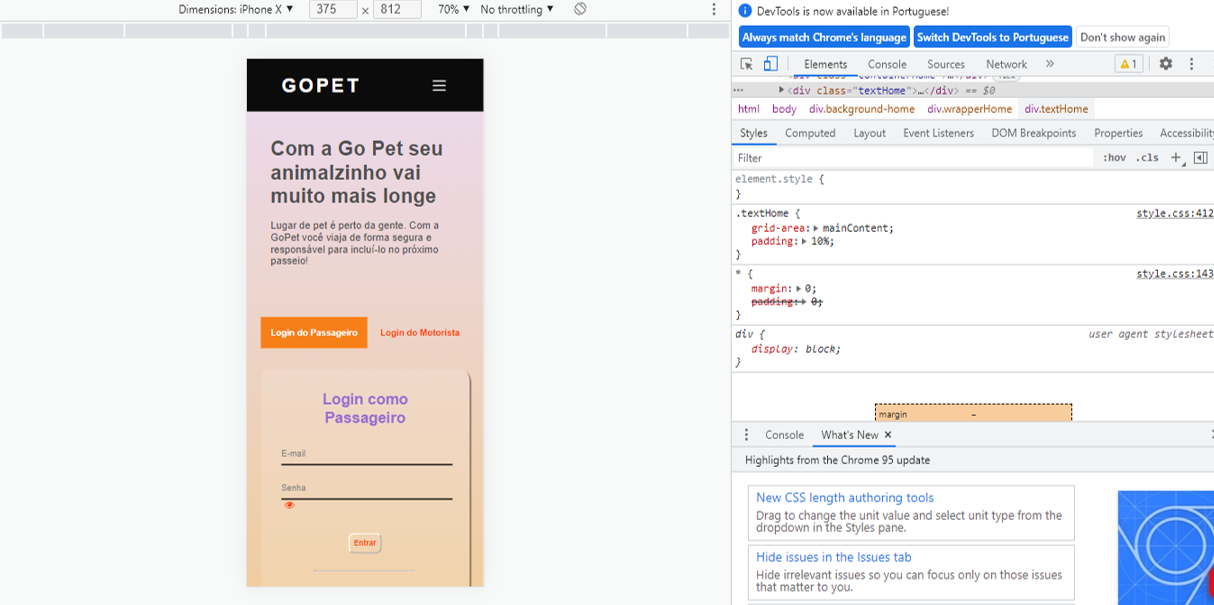 Dimensions: iPhone X ▼ 375 × 812 70% ▼ No throttling ▼
DevTools is now available in Portuguese!
Always match Chrome's language Switch DevTools to Portuguese Don't show again
Elements Console Sources Network » 1
<div class="textHome">…</div> == $0
html body div.background-home div.wrapperHome div.textHome
Styles Computed Layout Event Listeners DOM Breakpoints Properties Accessibility
Filter :hov .cls +
element.style {
}
.textHome { style.css:412
grid-area: mainContent;
padding: 10%;
}
* { style.css:143
margin: 0;
padding: 0;
}
div { user agent stylesheet
display: block;
}
margin –
Console What's New ×
Highlights from the Chrome 95 update
New CSS length authoring tools
Drag to change the unit value and select unit type from the
dropdown in the Styles pane.
Hide issues in the Issues tab
Hide irrelevant issues so you can focus only on those issues
that matter to you.
GOPET
Com a Go Pet seu
animalzinho vai
muito mais longe
Lugar de pet é perto da gente. Com a
GoPet você viaja de forma segura e
responsável para incluí-lo no próximo
passeio!
Login do Passageiro Login do Motorista
Login como
Passageiro
E-mail
Senha
Entrar